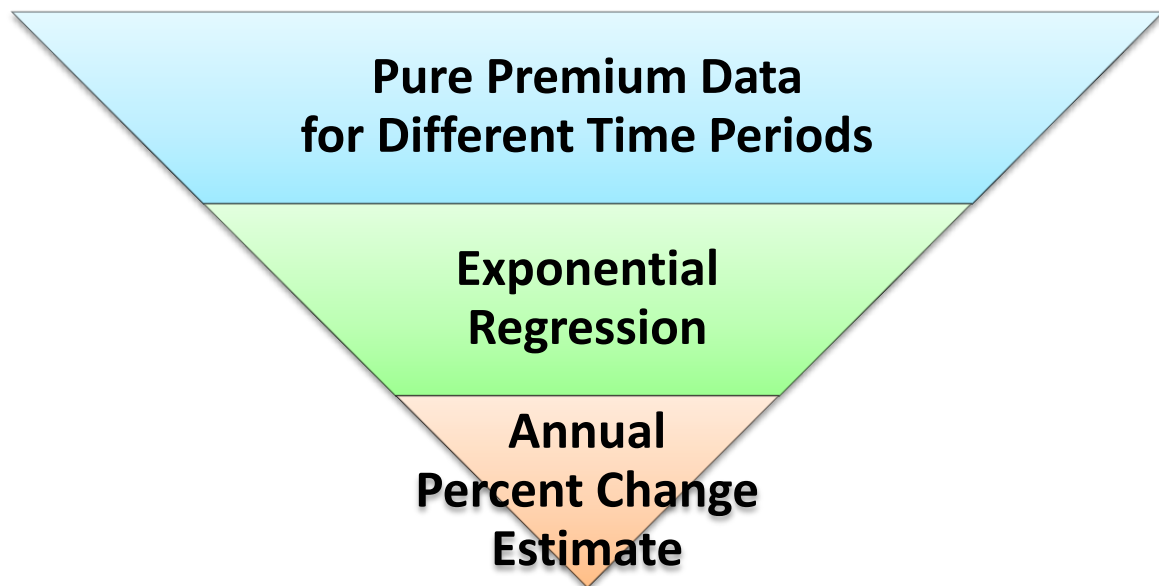 Pure Premium Data
for Different Time Periods
Exponential
Regression
Annual
Percent Change
Estimate